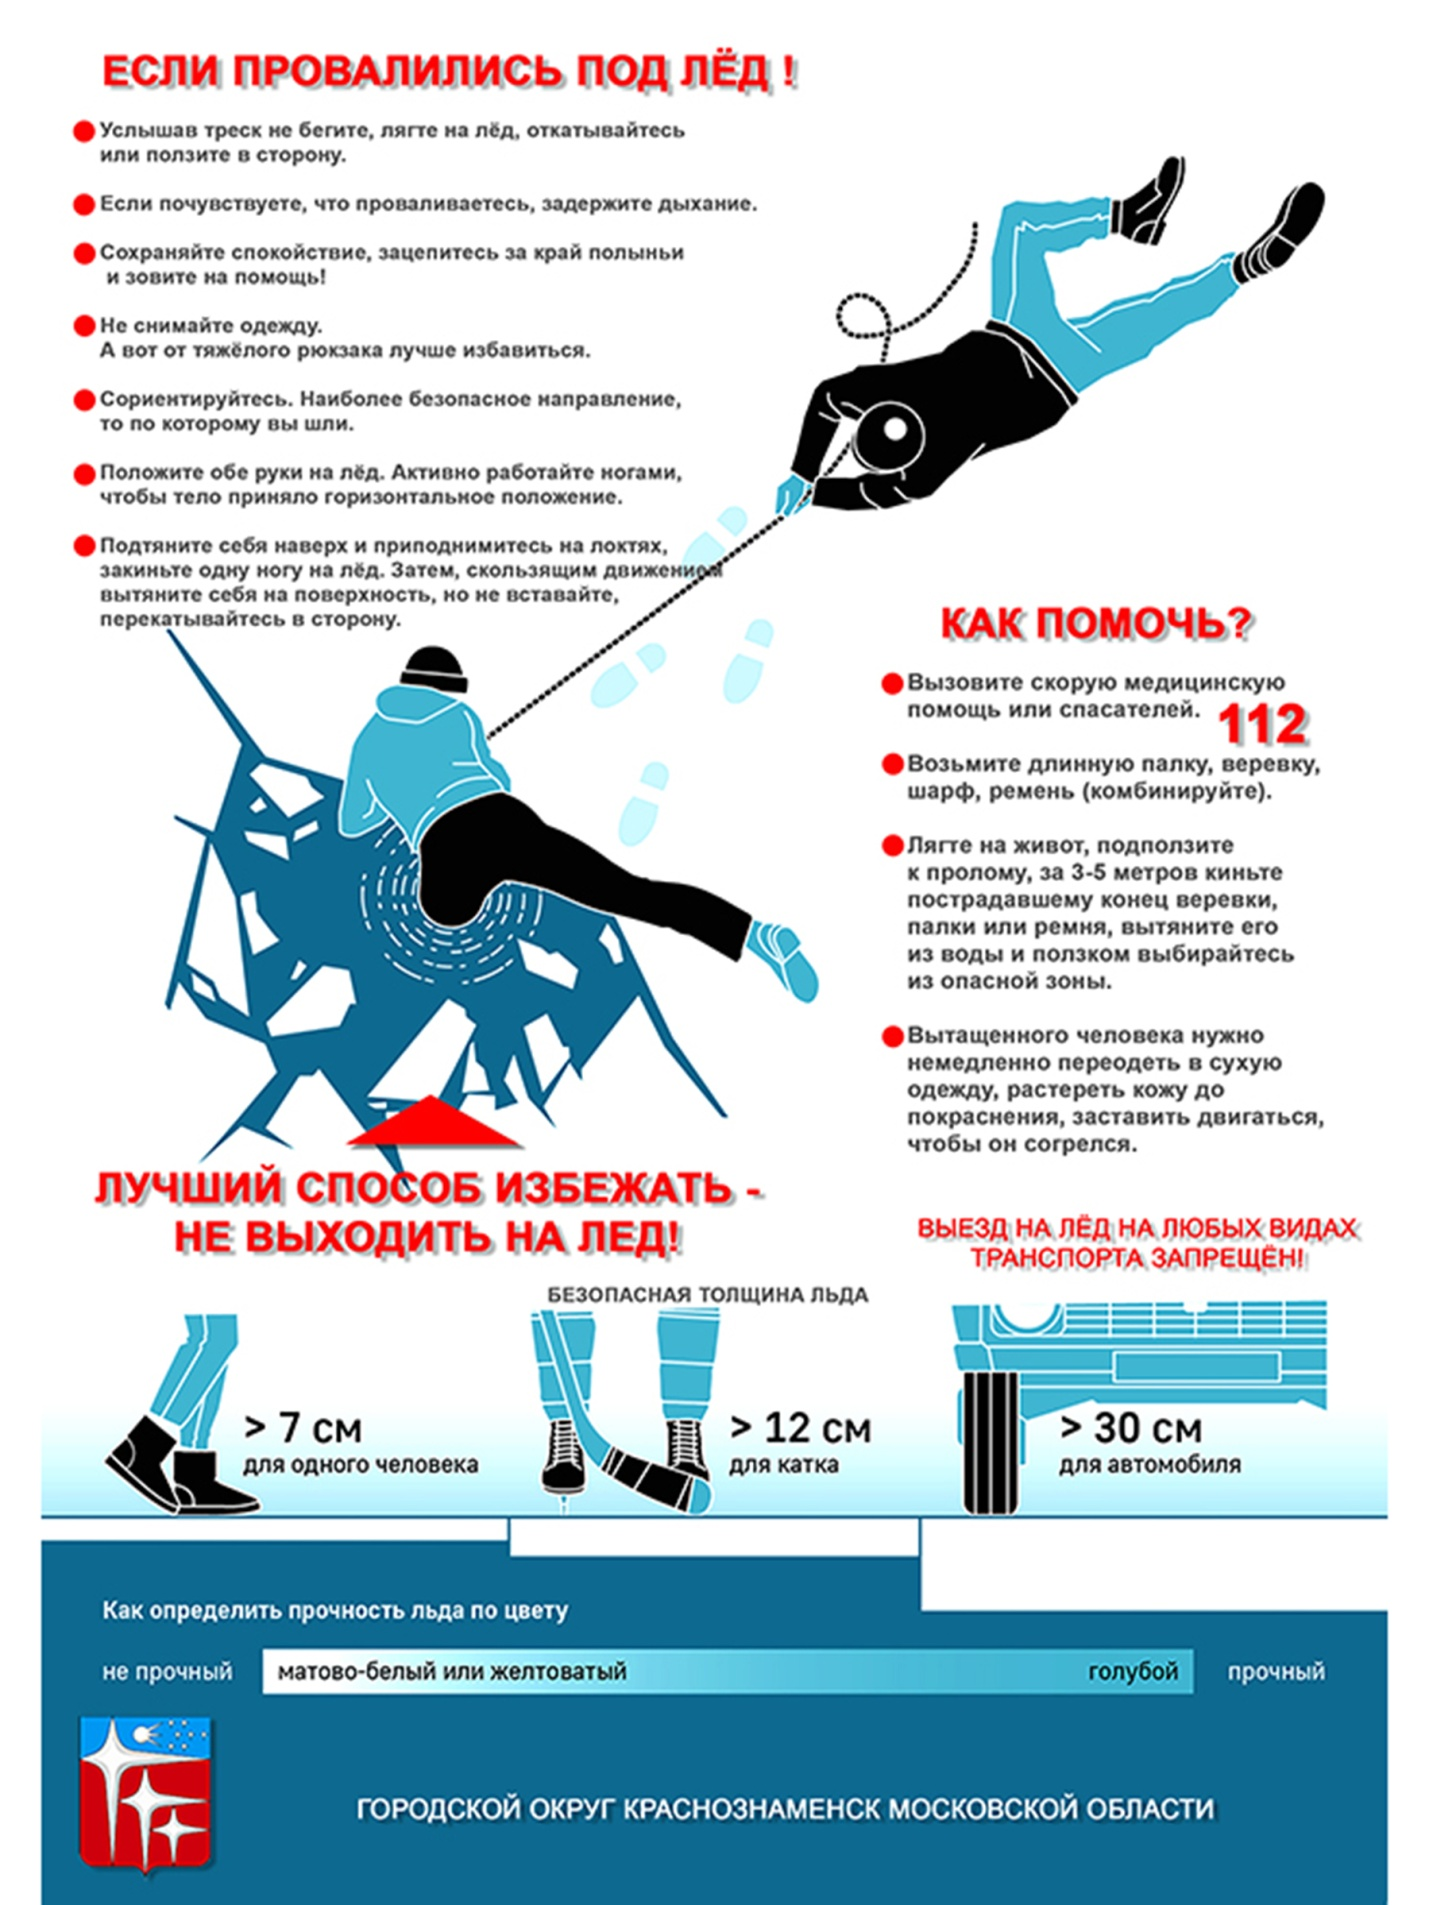 ЕСЛИ ПРОВАЛИЛИСЬ ПОД ЛЁД !
Услышав треск не бегите, лягте на лёд, откатывайтесь
или ползите в сторону.
Если почувствуете, что проваливаетесь, задержите дыхание.
Сохраняйте спокойствие, зацепитесь за край полыньи
и зовите на помощь!
Не снимайте одежду.
А вот от тяжёлого рюкзака лучше избавиться.
Сориентируйтесь. Наиболее безопасное направление,
то по которому вы шли.
Положите обе руки на лёд. Активно работайте ногами,
чтобы тело приняло горизонтальное положение.
Подтяните себя наверх и приподнимитесь на локтях,
закиньте одну ногу на лёд. Затем, скользящим движением
вытяните себя на поверхность, но не вставайте,
перекатывайтесь в сторону.
КАК ПОМОЧЬ?
Вызовите скорую медицинскую
помощь или спасателей. 112
Возьмите длинную палку, веревку,
шарф, ремень (комбинируйте).
Лягте на живот, подползите
к пролому, за 3-5 метров киньте
пострадавшему конец веревки,
палки или ремня, вытяните его
из воды и ползком выбирайтесь
из опасной зоны.
Вытащенного человека нужно
немедленно переодеть в сухую
одежду, растереть кожу до
покраснения, заставить двигаться,
чтобы он согрелся.
ЛУЧШИЙ СПОСОБ ИЗБЕЖАТЬ -
НЕ ВЫХОДИТЬ НА ЛЕД!
ВЫЕЗД НА ЛЁД НА ЛЮБЫХ ВИДАХ
ТРАНСПОРТА ЗАПРЕЩЁН!
БЕЗОПАСНАЯ ТОЛЩИНА ЛЬДА
> 7 см
для одного человека
> 12 см
для катка
> 30 см
для автомобиля
Как определить прочность льда по цвету
не прочный матово-белый или желтоватый голубой прочный
ГОРОДСКОЙ ОКРУГ КРАСНОЗНАМЕНСК МОСКОВСКОЙ ОБЛАСТИ